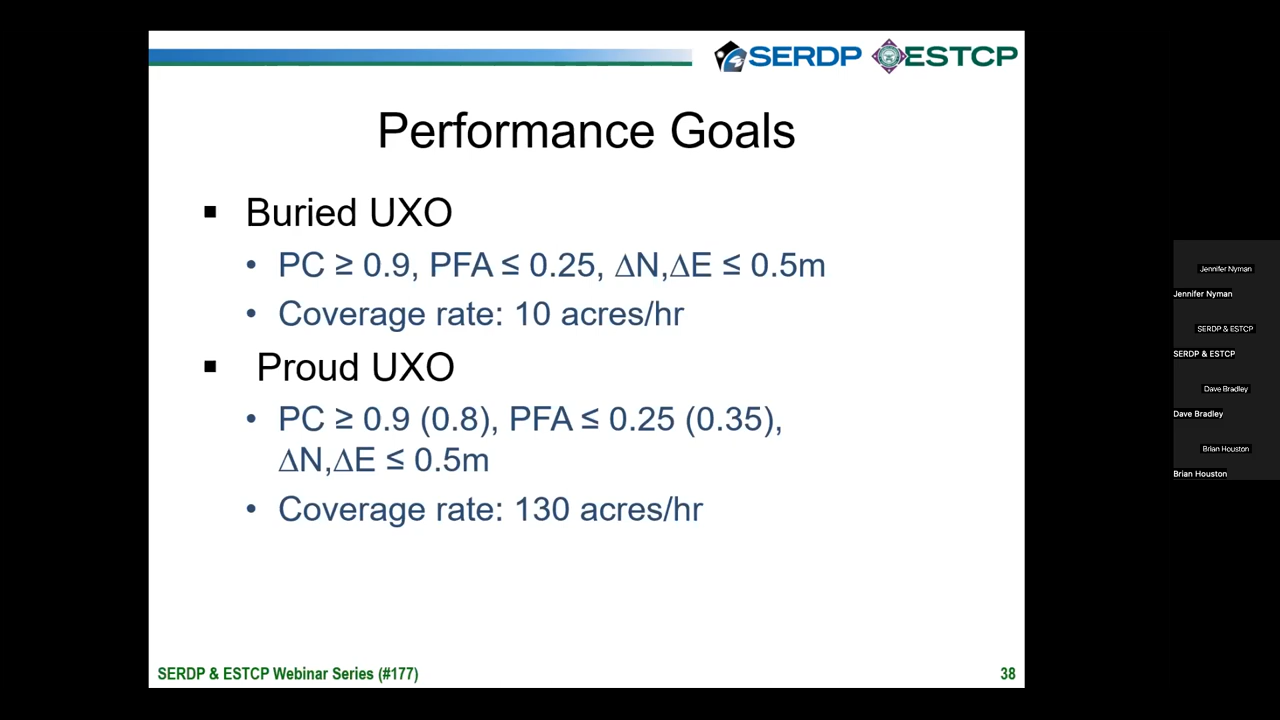 SERDP ESTCP
Performance Goals
▪ Buried UXO
• PC ≥ 0.9, PFA ≤ 0.25, ∆N,∆E ≤ 0.5m
• Coverage rate: 10 acres/hr
▪ Proud UXO
• PC ≥ 0.9 (0.8), PFA ≤ 0.25 (0.35),
∆N,∆E ≤ 0.5m
• Coverage rate: 130 acres/hr
SERDP & ESTCP Webinar Series (#177)
38
Jennifer Nyman
Jennifer Nyman
SERDP & ESTCP
SERDP & ESTCP
Dave Bradley
Dave Bradley
Brian Houston
Brian Houston